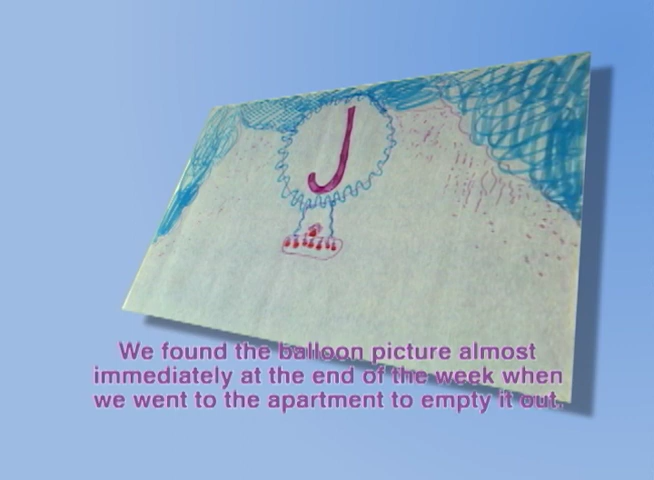 J
We found the balloon picture almost
immediately at the end of the week when
we went to the apartment to empty it out.